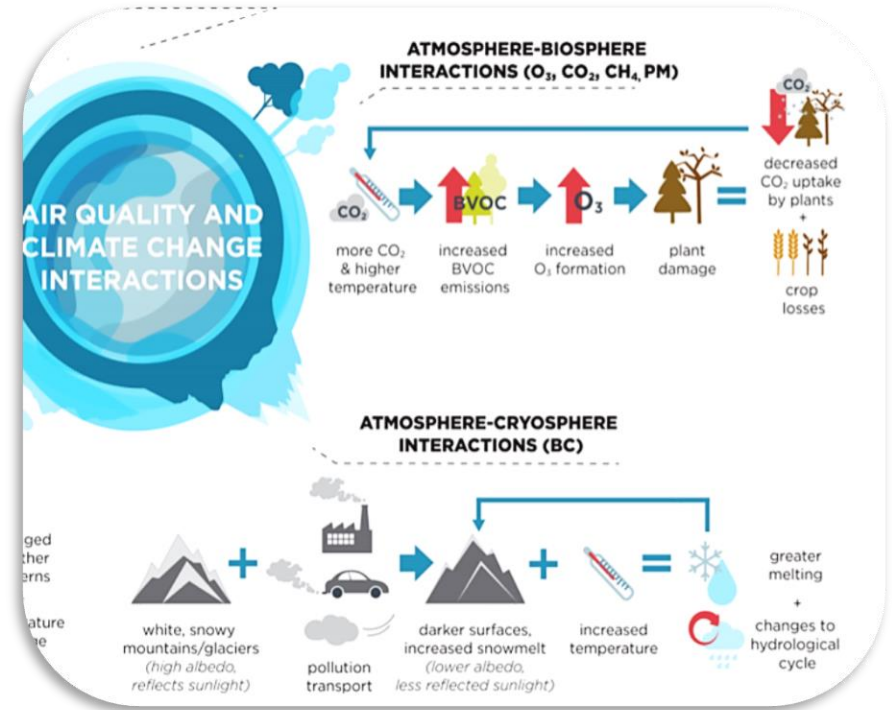 ATMOSPHERE-BIOSPHERE
INTERACTIONS (O₃, CO₂, CH₄, PM)
CO₂
decreased
CO₂ uptake
by plants
+
crop
losses
CO₂
BVOC
O₃
more CO₂
& higher
temperature
increased
BVOC
emissions
increased
O₃ formation
plant
damage
=
AIR QUALITY AND
CLIMATE CHANGE
INTERACTIONS
ATMOSPHERE-CRYOSPHERE
INTERACTIONS (BC)
white, snowy
mountains/glaciers
(high albedo,
reflects sunlight)
+
pollution
transport
darker surfaces,
increased snowmelt
(lower albedo,
less reflected sunlight)
+
increased
temperature
=
greater
melting
+
changes to
hydrological
cycle